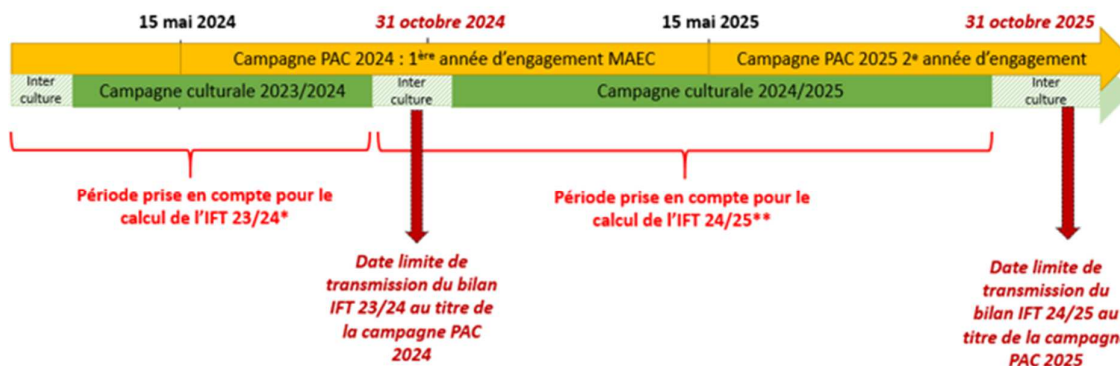 15 mai 2024
31 octobre 2024
15 mai 2025
31 octobre 2025
Campagne PAC 2024 : 1ère année d’engagement MAEC
Campagne PAC 2025 2e année d’engagement
Inter
culture
Campagne culturale 2023/2024
Inter
culture
Campagne culturale 2024/2025
Inter
culture
Période prise en compte pour le
calcul de l’IFT 23/24*
Période prise en compte pour le
calcul de l’IFT 24/25**
Date limite de
transmission du bilan
IFT 23/24 au titre de
la campagne PAC
2024
Date limite de
transmission du
bilan IFT 24/25 au
titre de la campagne
PAC 2025